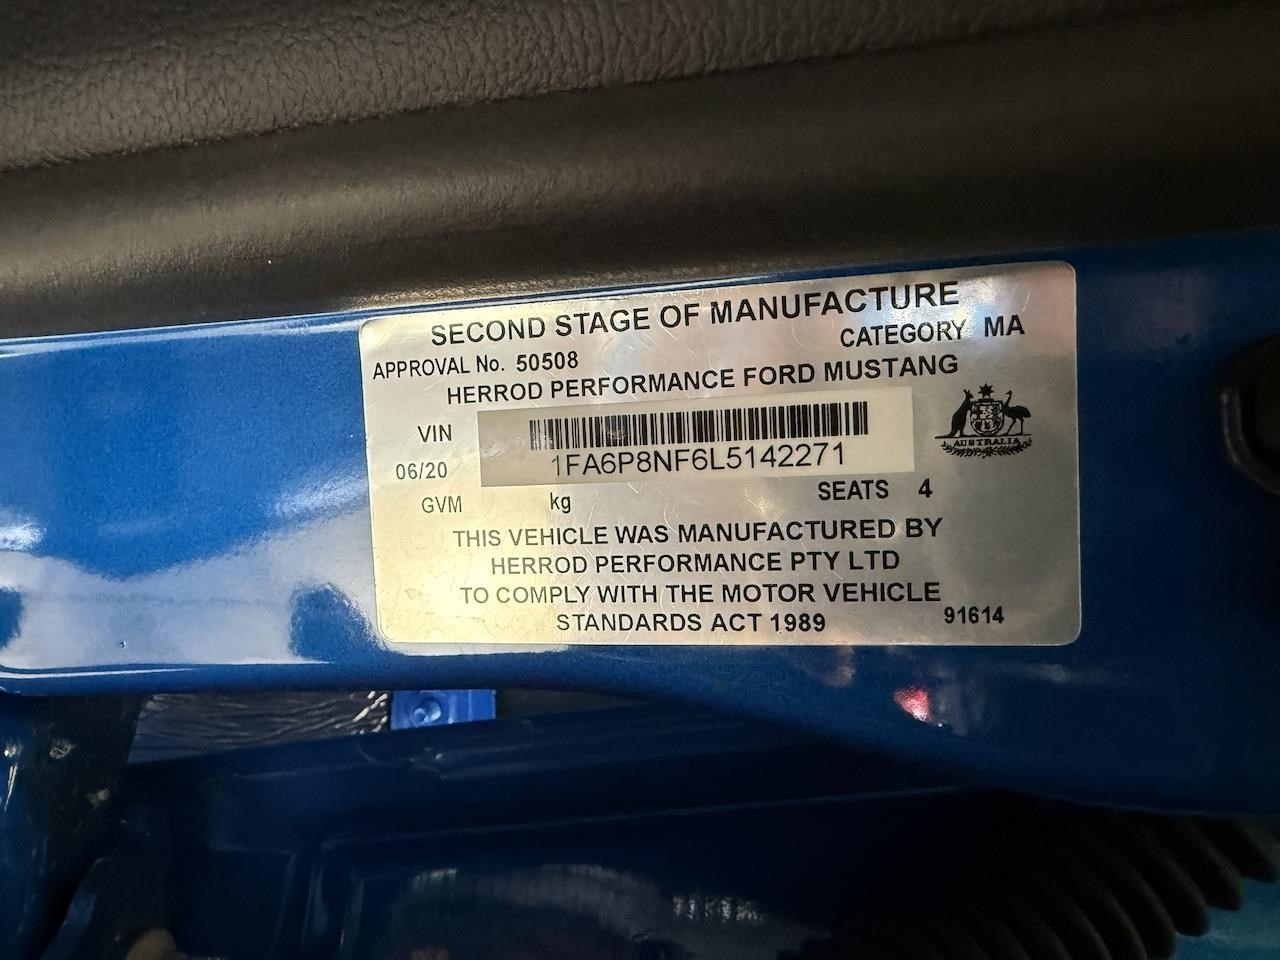 SECOND STAGE OF MANUFACTURE
APPROVAL No. 50508 CATEGORY MA
HERROD PERFORMANCE FORD MUSTANG
VIN
AUSTRALIA
06/20 1FA6P8NF6L5142271
GVM kg SEATS 4
THIS VEHICLE WAS MANUFACTURED BY
HERROD PERFORMANCE PTY LTD
TO COMPLY WITH THE MOTOR VEHICLE
STANDARDS ACT 1989 91614